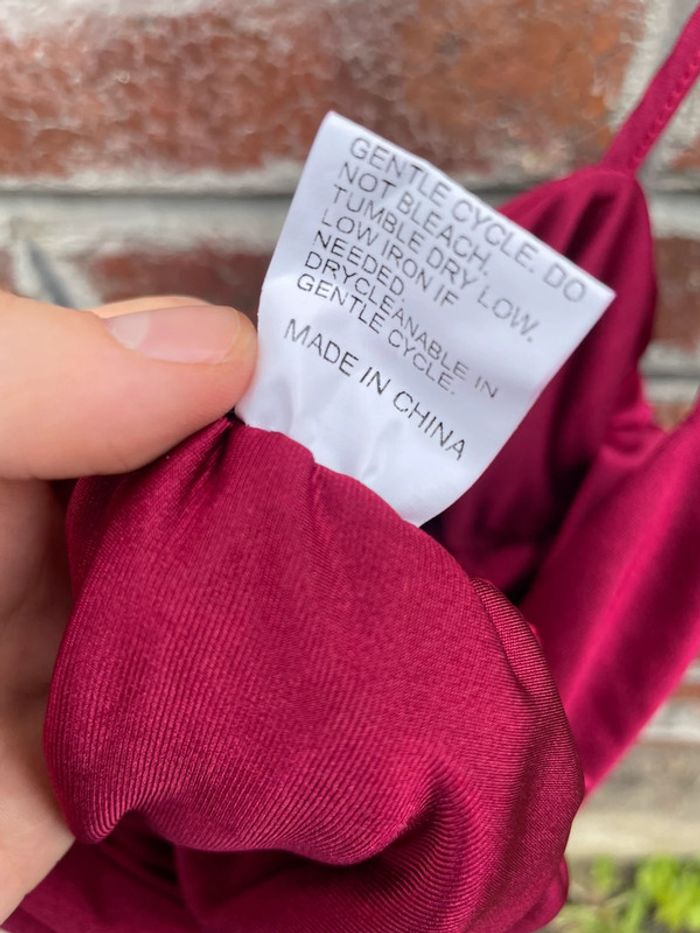 GENTLE CYCLE. DO
NOT BLEACH.
TUMBLE DRY LOW.
LOW IRON IF
NEEDED.
DRYCLEANABLE IN
GENTLE CYCLE.
MADE IN CHINA